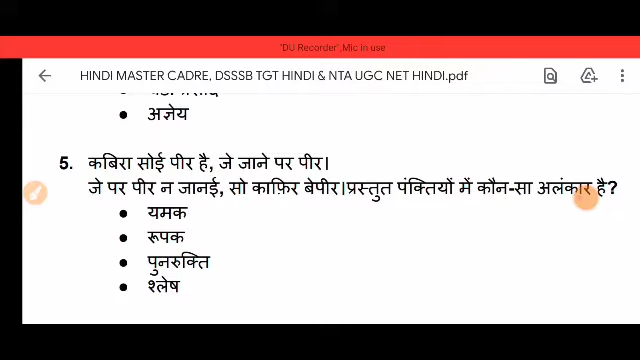 "DU Recorder",Mic in use
HINDI MASTER CADRE, DSSSB TGT HINDI & NTA UGC NET HINDI.pdf
● अज्ञेय
5. कबिरा सोई पीर है, जे जाने पर पीर।
जे पर पीर न जानई, सो काफ़िर बेपीर।प्रस्तुत पंक्तियों में कौन-सा अलंकार है?
● यमक
● रूपक
● पुनरुक्ति
● श्लेष